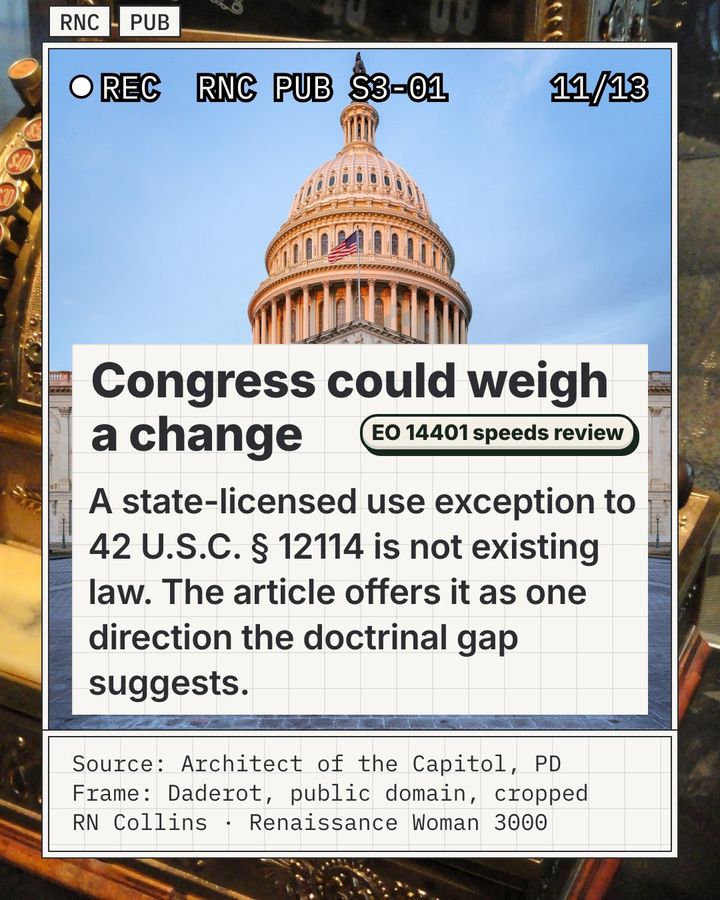 RNC PUB
REC RNC PUB S3-01 11/13
Congress could weigh
a change
EO 14401 speeds review
A state-licensed use exception to
42 U.S.C. § 12114 is not existing
law. The article offers it as one
direction the doctrinal gap
suggests.
Source: Architect of the Capitol, PD
Frame: Daderot, public domain, cropped
RN Collins · Renaissance Woman 3000